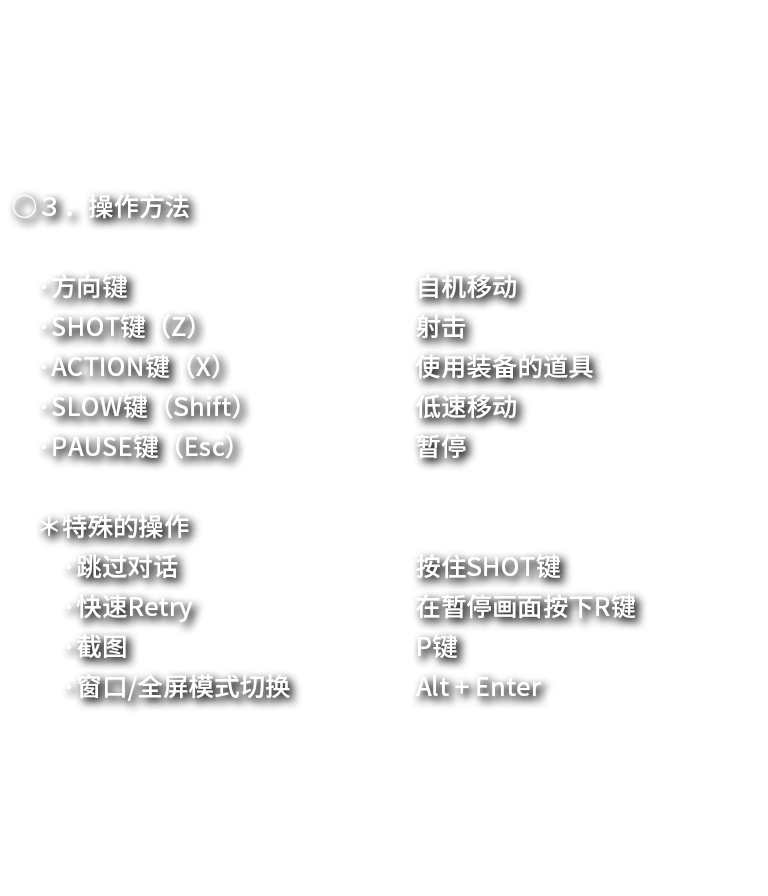 ○３．操作方法
・方向键 自机移动
・SHOT键（Z） 射击
・ACTION键（X） 使用装备的道具
・SLOW键（Shift） 低速移动
・PAUSE键（Esc） 暂停
＊特殊的操作
・跳过对话 按住SHOT键
・快速Retry 在暂停画面按下R键
・截图 P键
・窗口/全屏模式切换 Alt＋Enter